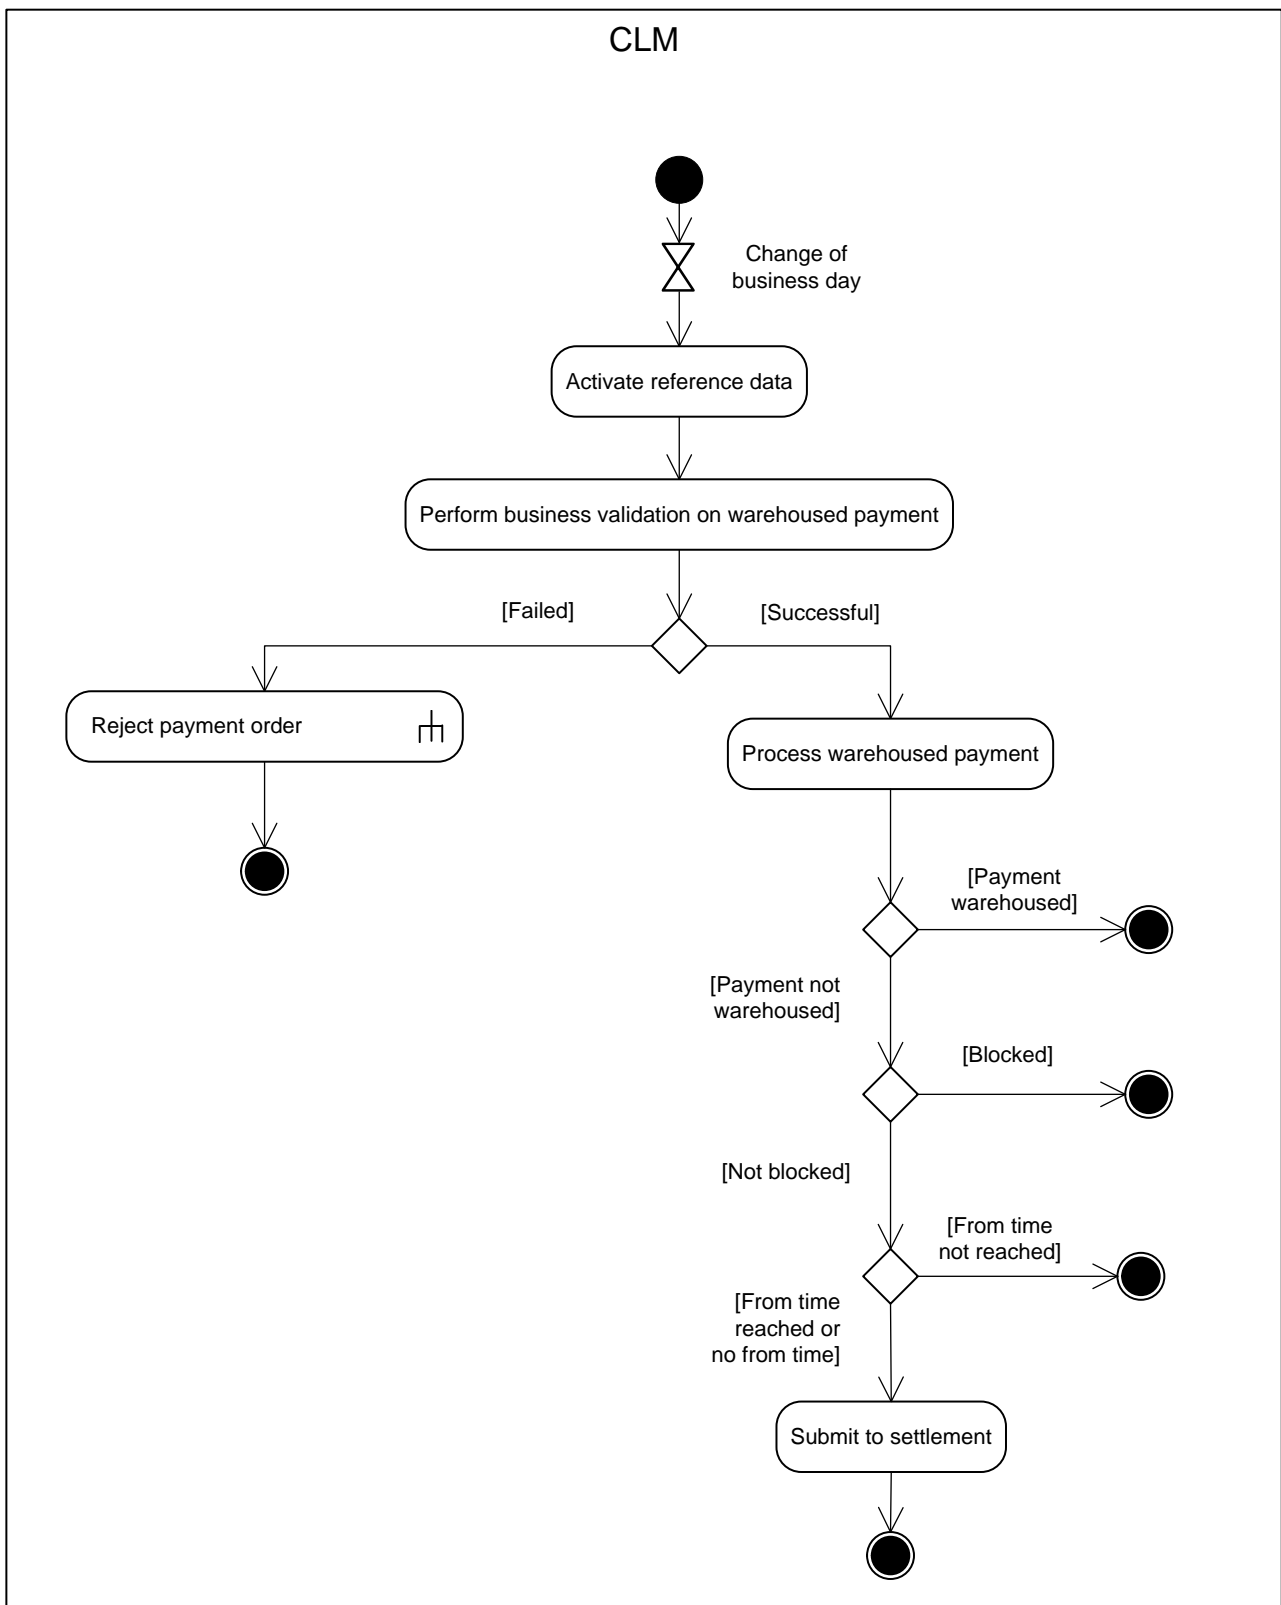 CLM
Change of
business day
Activate reference data
Perform business validation on warehoused payment
[Failed]
[Successful]
Reject payment order
Process warehoused payment
[Payment
warehoused]
[Payment not
warehoused]
[Blocked]
[Not blocked]
[From time
not reached]
[From time
reached or
no from time]
Submit to settlement